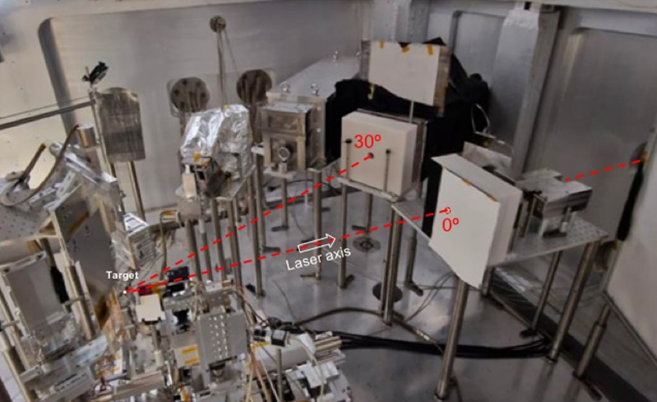 30º
0º
Laser axis
Target